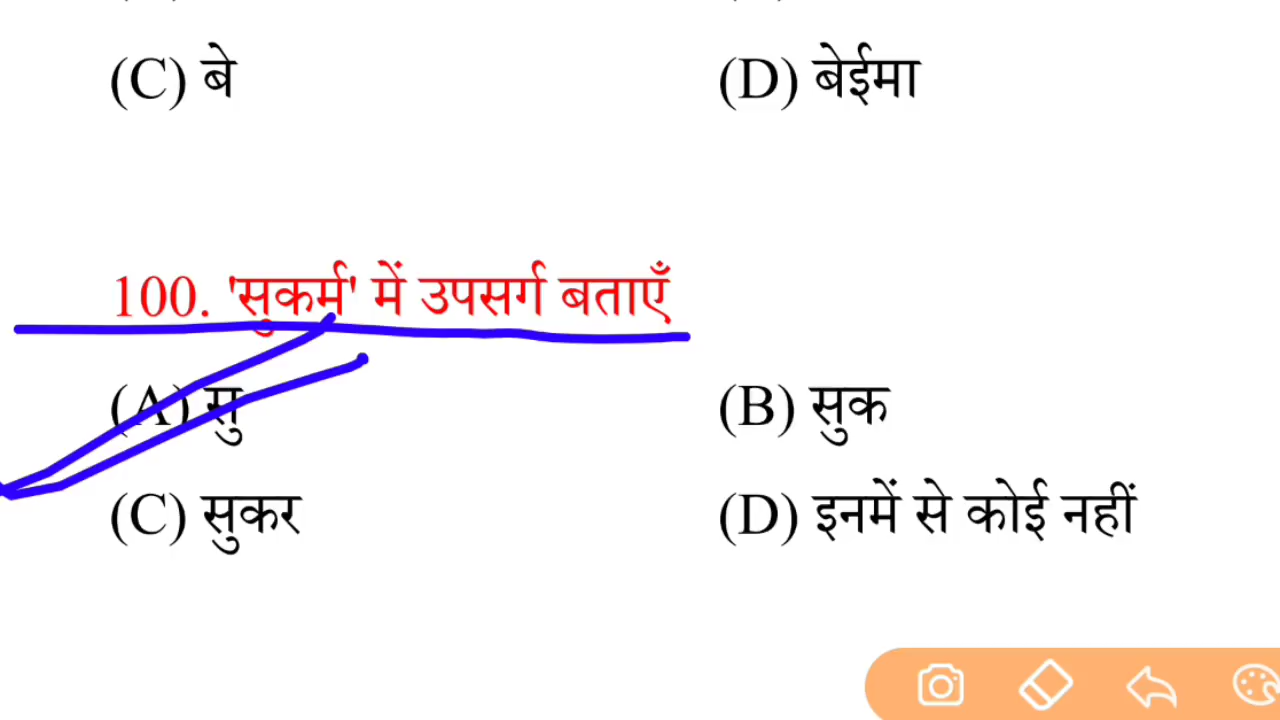 (C) बे (D) बेईमा
100. 'सुकर्म' में उपसर्ग बताएँ
(A) सु (B) सुक
(C) सुकर (D) इनमें से कोई नहीं